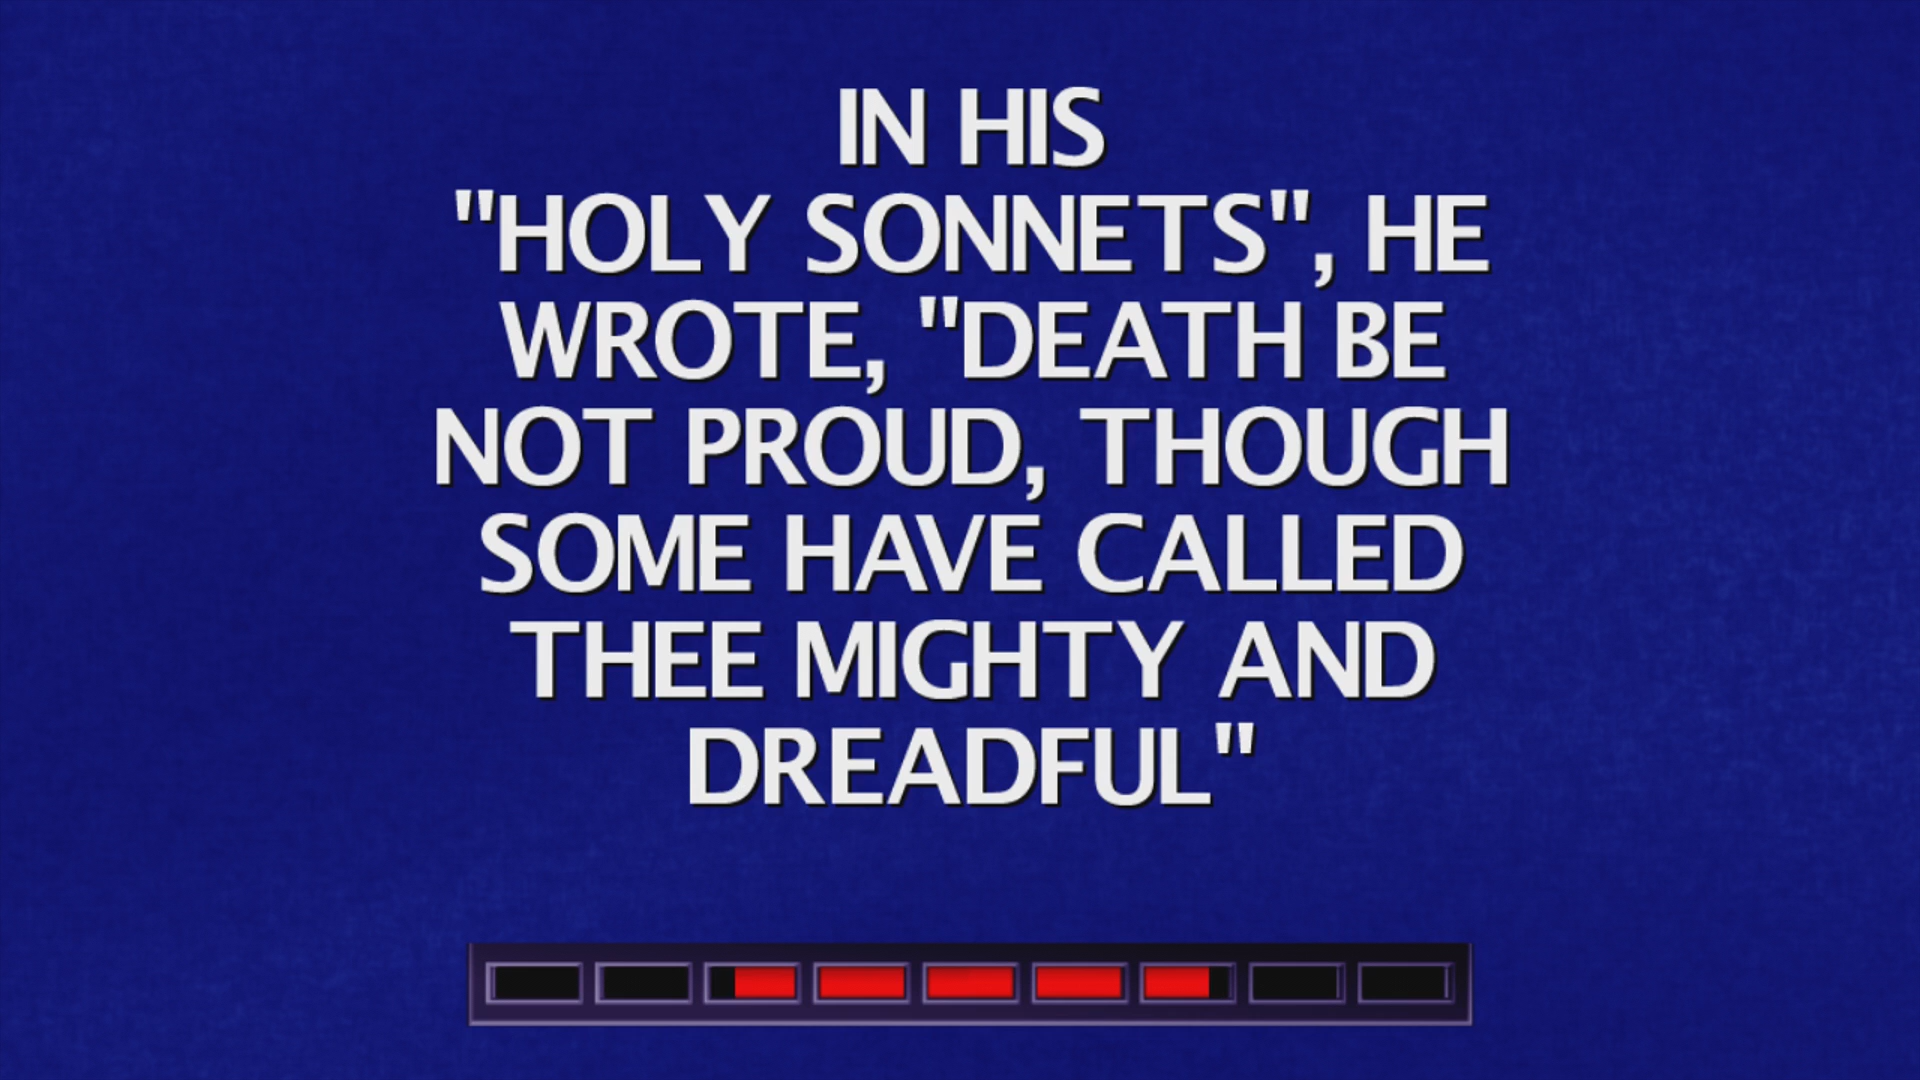 IN HIS
"HOLY SONNETS", HE
WROTE, "DEATH BE
NOT PROUD, THOUGH
SOME HAVE CALLED
THEE MIGHTY AND
DREADFUL"